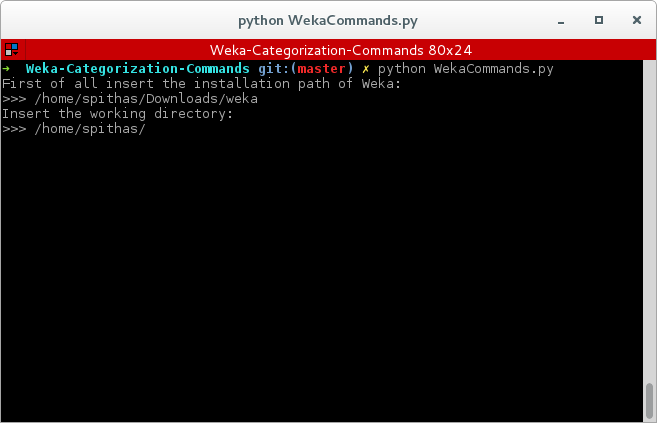 python WekaCommands.py
Weka-Categorization-Commands 80x24
➜  Weka-Categorization-Commands git:(master) ✗ python WekaCommands.py
First of all insert the installation path of Weka:
>>> /home/spithas/Downloads/weka
Insert the working directory:
>>> /home/spithas/